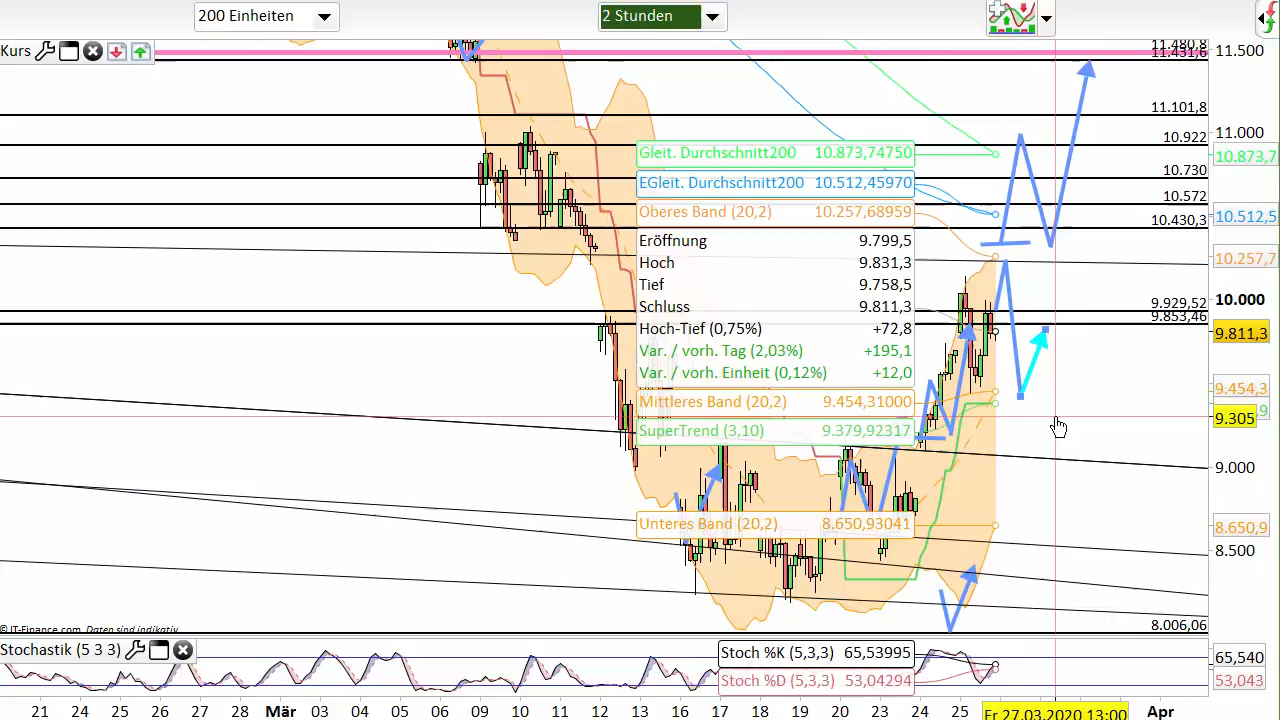 200 Einheiten
2 Stunden
Kurs
11.480,8
11.431,6
11.500
11.101,8
11.000
10.922
Gleit. Durchschnitt200 10.873,74750
10.873,7
10.730
EGleit. Durchschnitt200 10.512,45970
10.572
Oberes Band (20,2) 10.257,68959
10.430,3
10.512,5
Eröffnung 9.799,5
Hoch 9.831,3
10.257,7
Tief 9.758,5
Schluss 9.811,3
9.929,52
10.000
9.853,46
Hoch-Tief (0,75%) +72,8
9.811,3
Var. / vorh. Tag (2,03%) +195,1
Var. / vorh. Einheit (0,12%) +12,0
9.454,3
Mittleres Band (20,2) 9.454,31000
9.305
9
SuperTrend (3,10) 9.379,92317
9.000
Unteres Band (20,2) 8.650,93041
8.650,9
8.500
© IT-Finance.com Daten sind indikativ
8.006,06
Stochastik (5 3 3)
Stoch %K (5,3,3) 65,53995
65,540
Stoch %D (5,3,3) 53,04294
53,043
21 24 25 26 27 28 Mär 03 04 05 06 09 10 11 12 13 16 17 18 19 20 23 24 25 Fr 27.03.2020 13:00 Apr